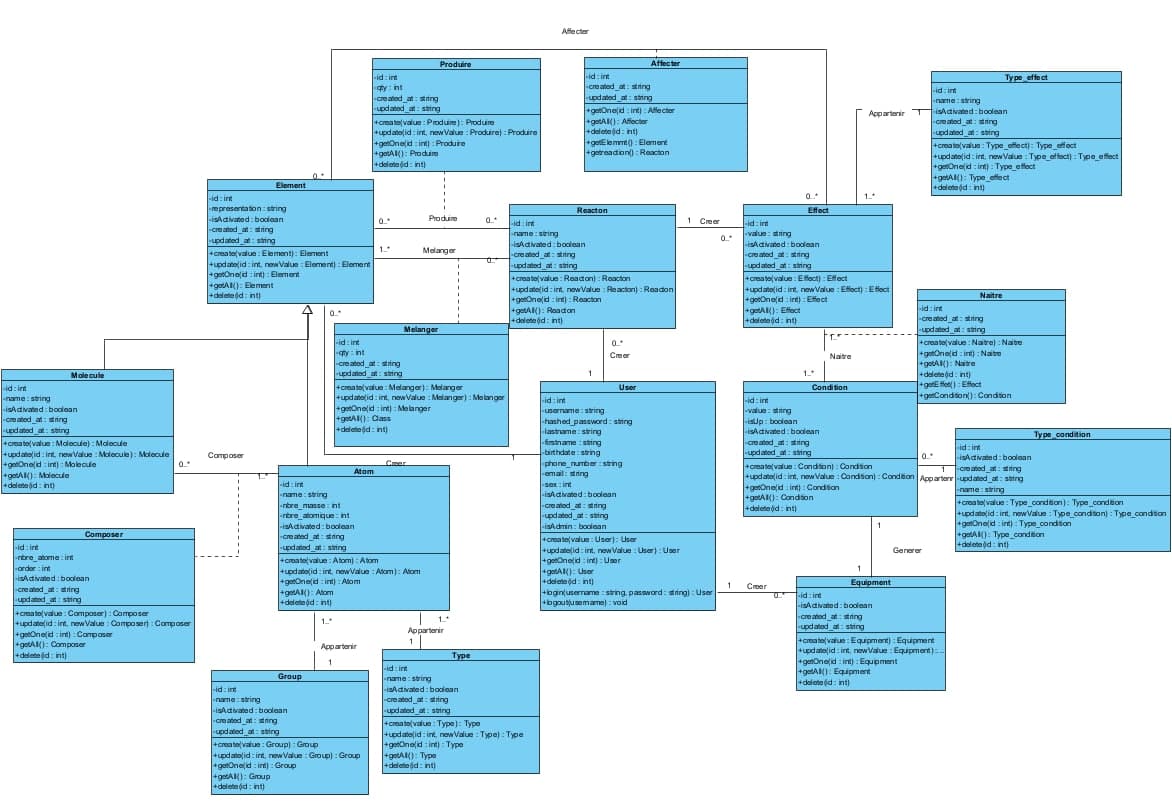 Affecter
Produire
-id : int
-qty : int
-created_at : string
-updated_at : string
+create(value : Produire) : Produire
+update(id : int, newValue : Produire) : Produire
+getOne(id : int) : Produire
+getAll() : Produire
+delete(id : int)
Affecter
-id : int
-created_at : string
-updated_at : string
+getOne(id : int) : Affecter
+getAll() : Affecter
+delete(id : int)
+getElemmt() : Element
+getreaction() : Reacton
Type_effect
-id : int
-name : string
-isActivated : boolean
-created_at : string
-updated_at : string
+create(value : Type_effect) : Type_effect
+update(id : int, newValue : Type_effect) : Type_effect
+getOne(id : int) : Type_effect
+getAll() : Type_effect
+delete(id : int)
Appartenir
1
1..*
0..*
0..*
Element
-id : int
-representation : string
-isActivated : boolean
-created_at : string
-updated_at : string
+create(value : Element) : Element
+update(id : int, newValue : Element) : Element
+getOne(id : int) : Element
+getAll() : Element
+delete(id : int)
0..*
Produire
0..*
1..*
Melanger
0..*
Reacton
-id : int
-name : string
-isActivated : boolean
-created_at : string
-updated_at : string
+create(value : Reacton) : Reacton
+update(id : int, newValue : Reacton) : Reacton
+getOne(id : int) : Reacton
+getAll() : Reacton
+delete(id : int)
1
Creer
0..*
Effect
-id : int
-value : string
-isActivated : boolean
-created_at : string
-updated_at : string
+create(value : Effect) : Effect
+update(id : int, newValue : Effect) : Effect
+getOne(id : int) : Effect
+getAll() : Effect
+delete(id : int)
Naitre
-id : int
-created_at : string
-updated_at : string
+create(value : Naitre) : Naitre
+getOne(id : int) : Naitre
+getAll() : Naitre
+delete(id : int)
+getEffet() : Effect
+getCondition() : Condition
0..*
Melanger
-id : int
-qty : int
-created_at : string
-updated_at : string
+create(value : Melanger) : Melanger
+update(id : int, newValue : Melanger) : Melanger
+getOne(id : int) : Melanger
+getAll() : Class
+delete(id : int)
0..*
Creer
1
1..*
Naitre
1..*
Molecule
-id : int
-name : string
-isActivated : boolean
-created_at : string
-updated_at : string
+create(value : Molecule) : Molecule
+update(id : int, newValue : Molecule) : Molecule
+getOne(id : int) : Molecule
+getAll() : Molecule
+delete(id : int)
User
-id : int
-username : string
-hashed_password : string
-lastname : string
-firstname : string
-birthdate : string
-phone_number : string
-email : string
-sex : int
-isActivated : boolean
-created_at : string
-updated_at : string
-isAdmin : boolean
+create(value : User) : User
+update(id : int, newValue : User) : User
+getOne(id : int) : User
+getAll() : User
+delete(id : int)
+login(username : string, password : string) : User
+logout(username) : void
Condition
-id : int
-value : string
-isUp : boolean
-isActivated : boolean
-created_at : string
-updated_at : string
+create(value : Condition) : Condition
+update(id : int, newValue : Condition) : Condition
+getOne(id : int) : Condition
+getAll() : Condition
+delete(id : int)
Type_condition
-id : int
-isActivated : boolean
-created_at : string
-updated_at : string
-name : string
+create(value : Type_condition) : Type_condition
+update(id : int, newValue : Type_condition) : Type_condition
+getOne(id : int) : Type_condition
+getAll() : Type_condition
+delete(id : int)
0..*
1
Appartenir
0..*
Composer
1..*
Creer
1
Atom
-id : int
-name : string
-nbre_masse : int
-nbre_atomique : int
-isActivated : boolean
-created_at : string
-updated_at : string
+create(value : Atom) : Atom
+update(id : int, newValue : Atom) : Atom
+getOne(id : int) : Atom
+getAll() : Atom
+delete(id : int)
Composer
-id : int
-nbre_atome : int
-order : int
-isActivated : boolean
-created_at : string
-updated_at : string
+create(value : Composer) : Composer
+update(id : int, newValue : Composer) : Composer
+getOne(id : int) : Composer
+getAll() : Composer
+delete(id : int)
1
Generer
1
1
Creer
0..*
Equipment
-id : int
-isActivated : boolean
-created_at : string
-updated_at : string
+create(value : Equipment) : Equipment
+update(id : int, newValue : Equipment) : ...
+getOne(id : int) : Equipment
+getAll() : Equipment
+delete(id : int)
1..*
Appartenir
1
1..*
Appartenir
1
Group
-id : int
-name : string
-isActivated : boolean
-created_at : string
-updated_at : string
+create(value : Group) : Group
+update(id : int, newValue : Group) : Group
+getOne(id : int) : Group
+getAll() : Group
+delete(id : int)
Type
-id : int
-name : string
-isActivated : boolean
-created_at : string
-updated_at : string
+create(value : Type) : Type
+update(id : int, newValue : Type) : Type
+getOne(id : int) : Type
+getAll() : Type
+delete(id : int)